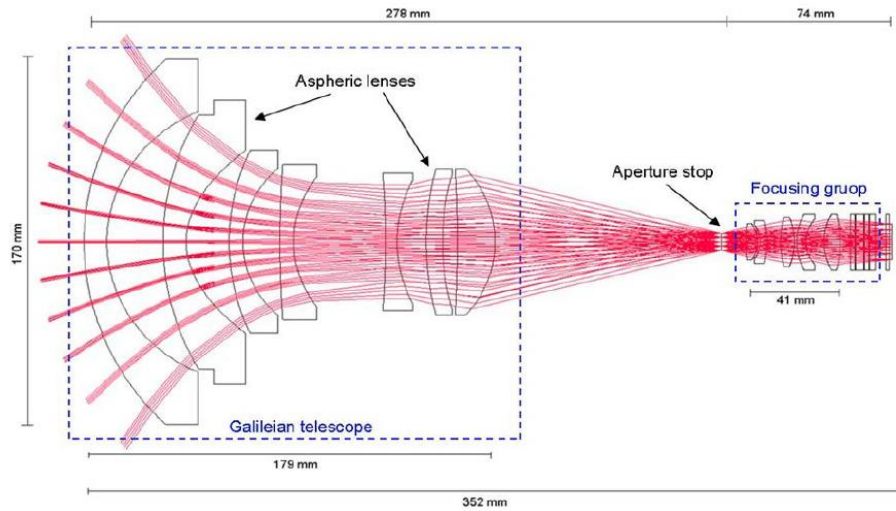 278 mm
74 mm
Aspheric lenses
Aperture stop
Focusing gruop
170 mm
41 mm
Galileian telescope
179 mm
352 mm